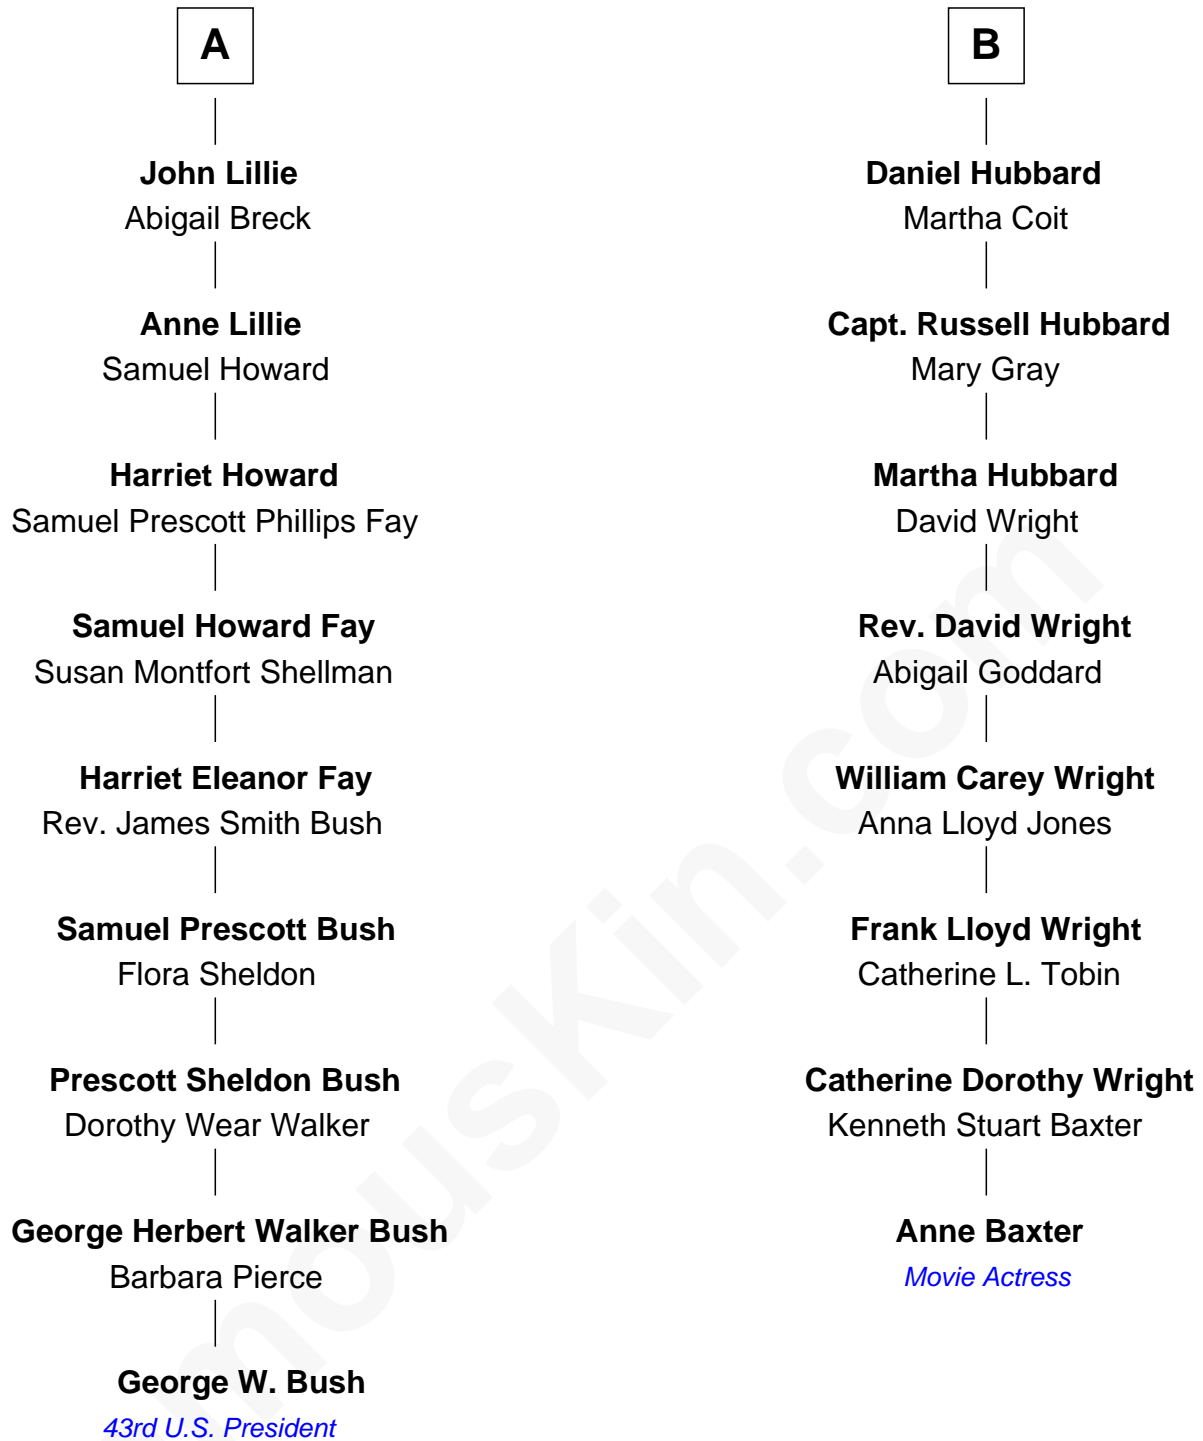 A
John Lillie
Abigail Breck
Anne Lillie
Samuel Howard
Harriet Howard
Samuel Prescott Phillips Fay
Samuel Howard Fay
Susan Montfort Shellman
Harriet Eleanor Fay
Rev. James Smith Bush
Samuel Prescott Bush
Flora Sheldon
Prescott Sheldon Bush
Dorothy Wear Walker
George Herbert Walker Bush
Barbara Pierce
George W. Bush
43rd U.S. President
B
Daniel Hubbard
Martha Coit
Capt. Russell Hubbard
Mary Gray
Martha Hubbard
David Wright
Rev. David Wright
Abigail Goddard
William Carey Wright
Anna Lloyd Jones
Frank Lloyd Wright
Catherine L. Tobin
Catherine Dorothy Wright
Kenneth Stuart Baxter
Anne Baxter
Movie Actress
mouskin.com